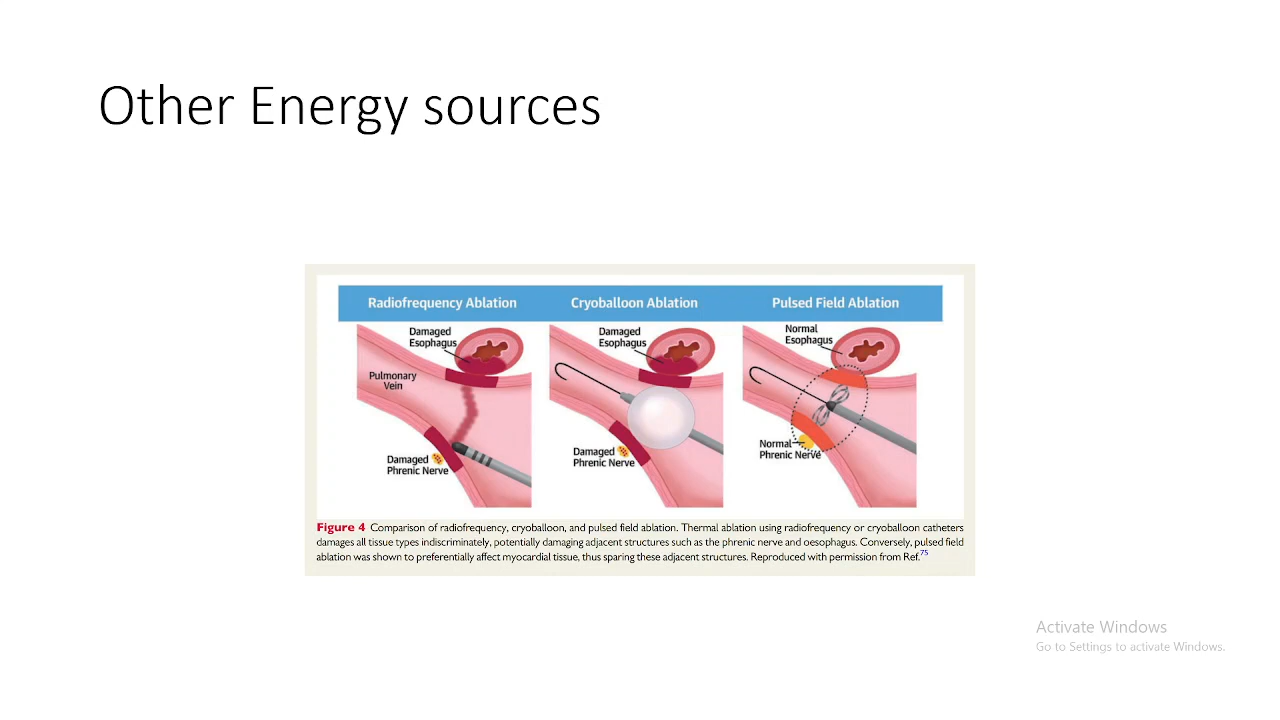 Other Energy sources
Radiofrequency Ablation
Cryoballoon Ablation
Pulsed Field Ablation
Damaged
Esophagus
Pulmonary
Vein
Damaged
Phrenic Nerve
Damaged
Esophagus
Damaged
Phrenic Nerve
Normal
Esophagus
Normal
Phrenic Nerve
Figure 4 Comparison of radiofrequency, cryoballoon, and pulsed field ablation. Thermal ablation using radiofrequency or cryoballoon catheters
damages all tissue types indiscriminately, potentially damaging adjacent structures such as the phrenic nerve and oesophagus. Conversely, pulsed field
ablation was shown to preferentially affect myocardial tissue, thus sparing these adjacent structures. Reproduced with permission from Ref.75
Activate Windows
Go to Settings to activate Windows.